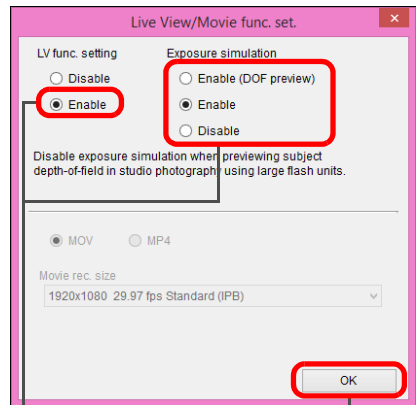 Live View/Movie func. set.
LV func. setting Exposure simulation
Disable Enable (DOF preview)
Enable Enable
Disable
Disable exposure simulation when previewing subject
depth-of-field in studio photography using large flash units.
MOV MP4
Movie rec. size
1920x1080 29.97 fps Standard (IPB)
OK